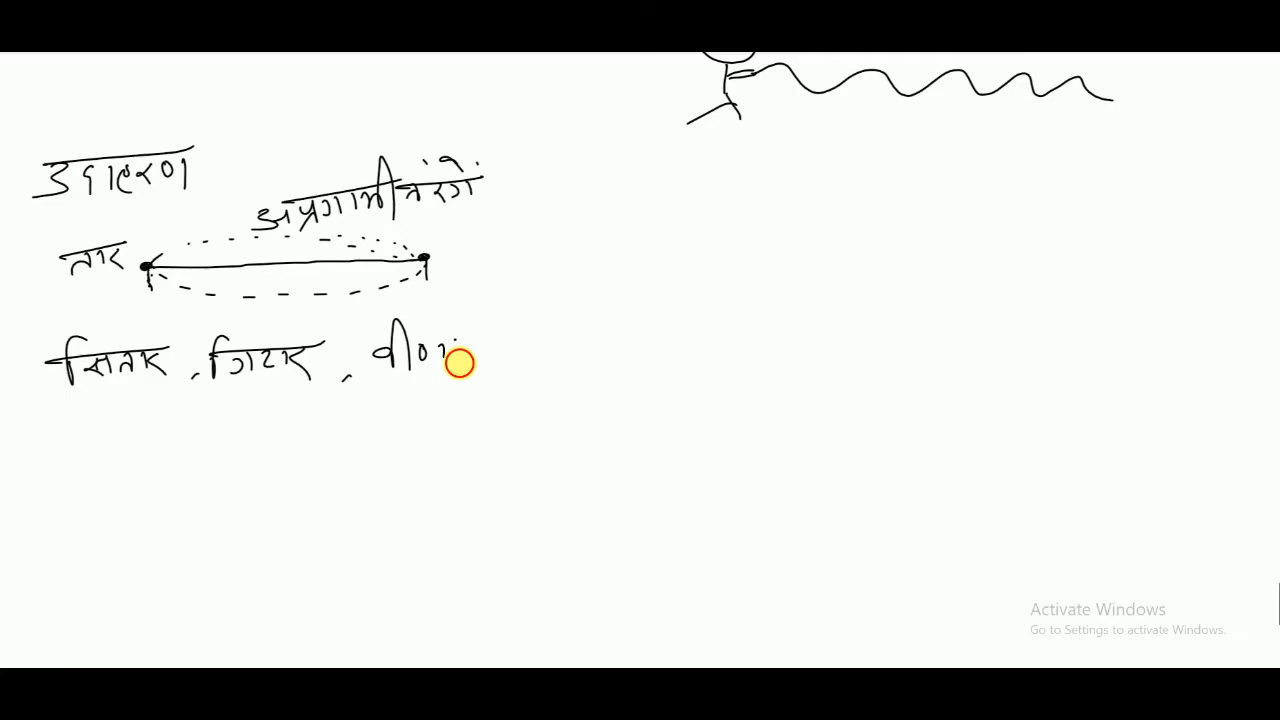 उदाहरण
अप्रगामी तरंगें
तार
सितार, गिटार,
Activate Windows
Go to Settings to activate Windows.